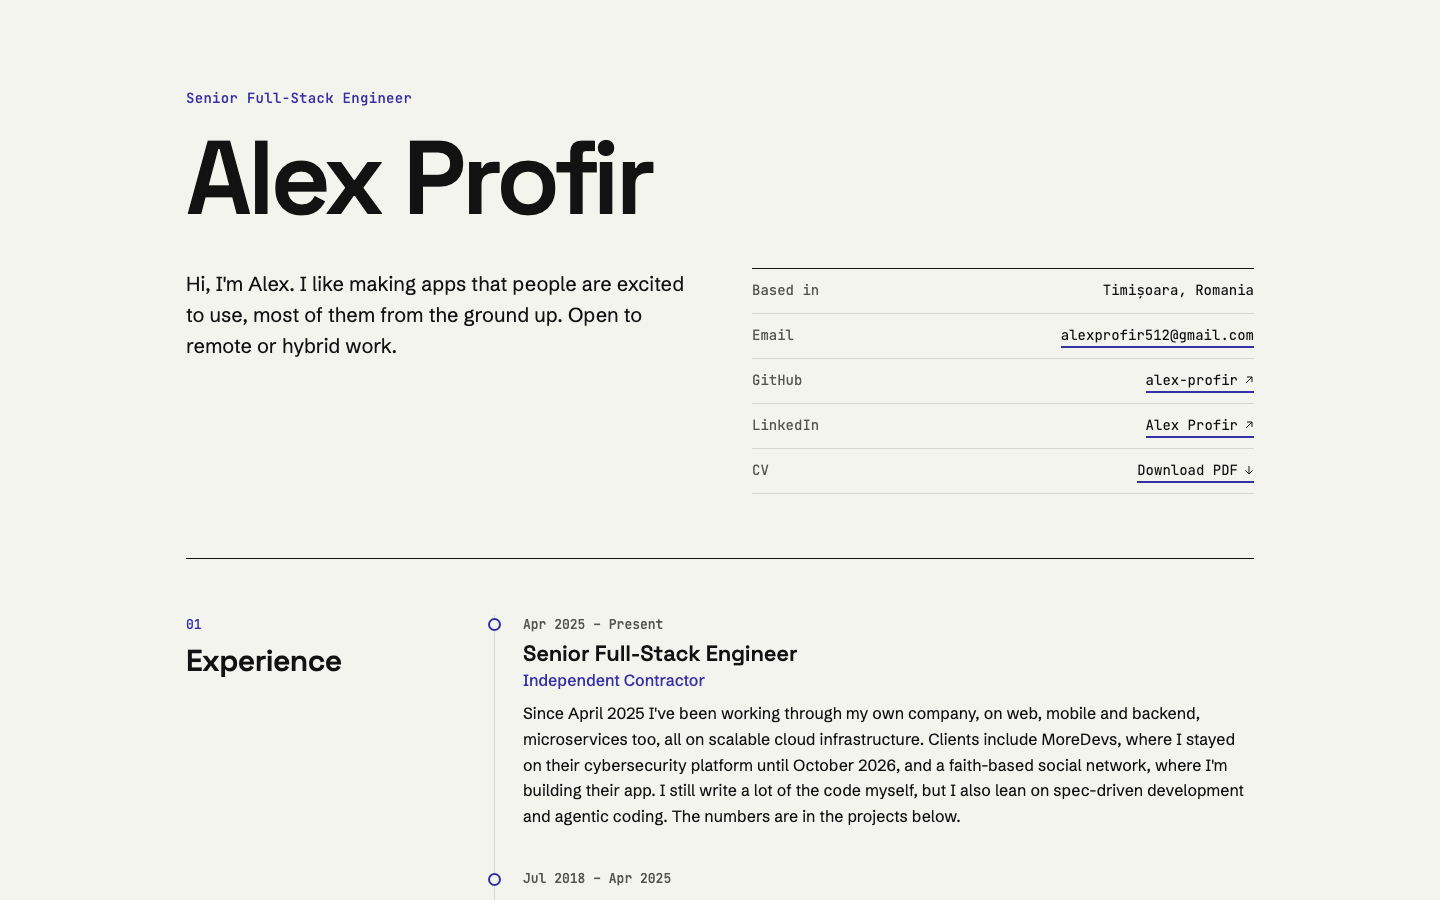 Senior Full-Stack Engineer
Alex Profir
Hi, I'm Alex. I like making apps that people are excited
to use, most of them from the ground up. Open to
remote or hybrid work.
Based in Timișoara, Romania
Email alexprofir512@gmail.com
GitHub alex-profir ↗
LinkedIn Alex Profir ↗
CV Download PDF ↓
01
Experience
Apr 2025 – Present
Senior Full-Stack Engineer
Independent Contractor
Since April 2025 I've been working through my own company, on web, mobile and backend,
microservices too, all on scalable cloud infrastructure. Clients include MoreDevs, where I stayed
on their cybersecurity platform until October 2026, and a faith-based social network, where I'm
building their app. I still write a lot of the code myself, but I also lean on spec-driven development
and agentic coding. The numbers are in the projects below.
Jul 2018 – Apr 2025